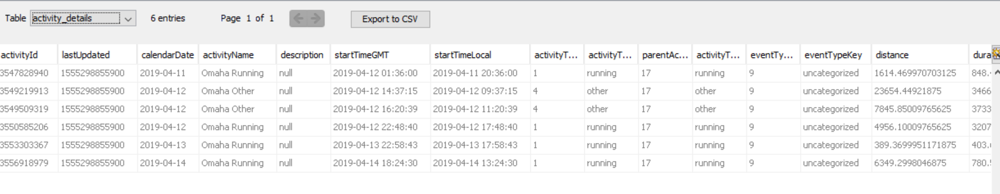 Table activity_details 6 entries Page 1 of 1 Export to CSV
activityId lastUpdated calendarDate activityName description startTimeGMT startTimeLocal activityT... activityT... parentAc... activityT... eventTy... eventTypeKey distance dura
3547828940 1555298855900 2019-04-11 Omaha Running null 2019-04-12 01:36:00 2019-04-11 20:36:00 1 running 17 running 9 uncategorized 1614.469970703125 848.
3549219913 1555298855900 2019-04-12 Omaha Other null 2019-04-12 14:37:15 2019-04-12 09:37:15 4 other 17 other 9 uncategorized 23654.44921875 3466
3549509319 1555298855900 2019-04-12 Omaha Other null 2019-04-12 16:20:39 2019-04-12 11:20:39 4 other 17 other 9 uncategorized 7845.85009765625 3733
3550585206 1555298855900 2019-04-12 Omaha Running null 2019-04-12 22:48:40 2019-04-12 17:48:40 1 running 17 running 9 uncategorized 4956.10009765625 3207
3553303367 1555298855900 2019-04-13 Omaha Running null 2019-04-13 22:58:43 2019-04-13 17:58:43 1 running 17 running 9 uncategorized 389.3699951171875 403.
3556918979 1555298855900 2019-04-14 Omaha Running null 2019-04-14 18:24:30 2019-04-14 13:24:30 1 running 17 running 9 uncategorized 6349.2998046875 780.